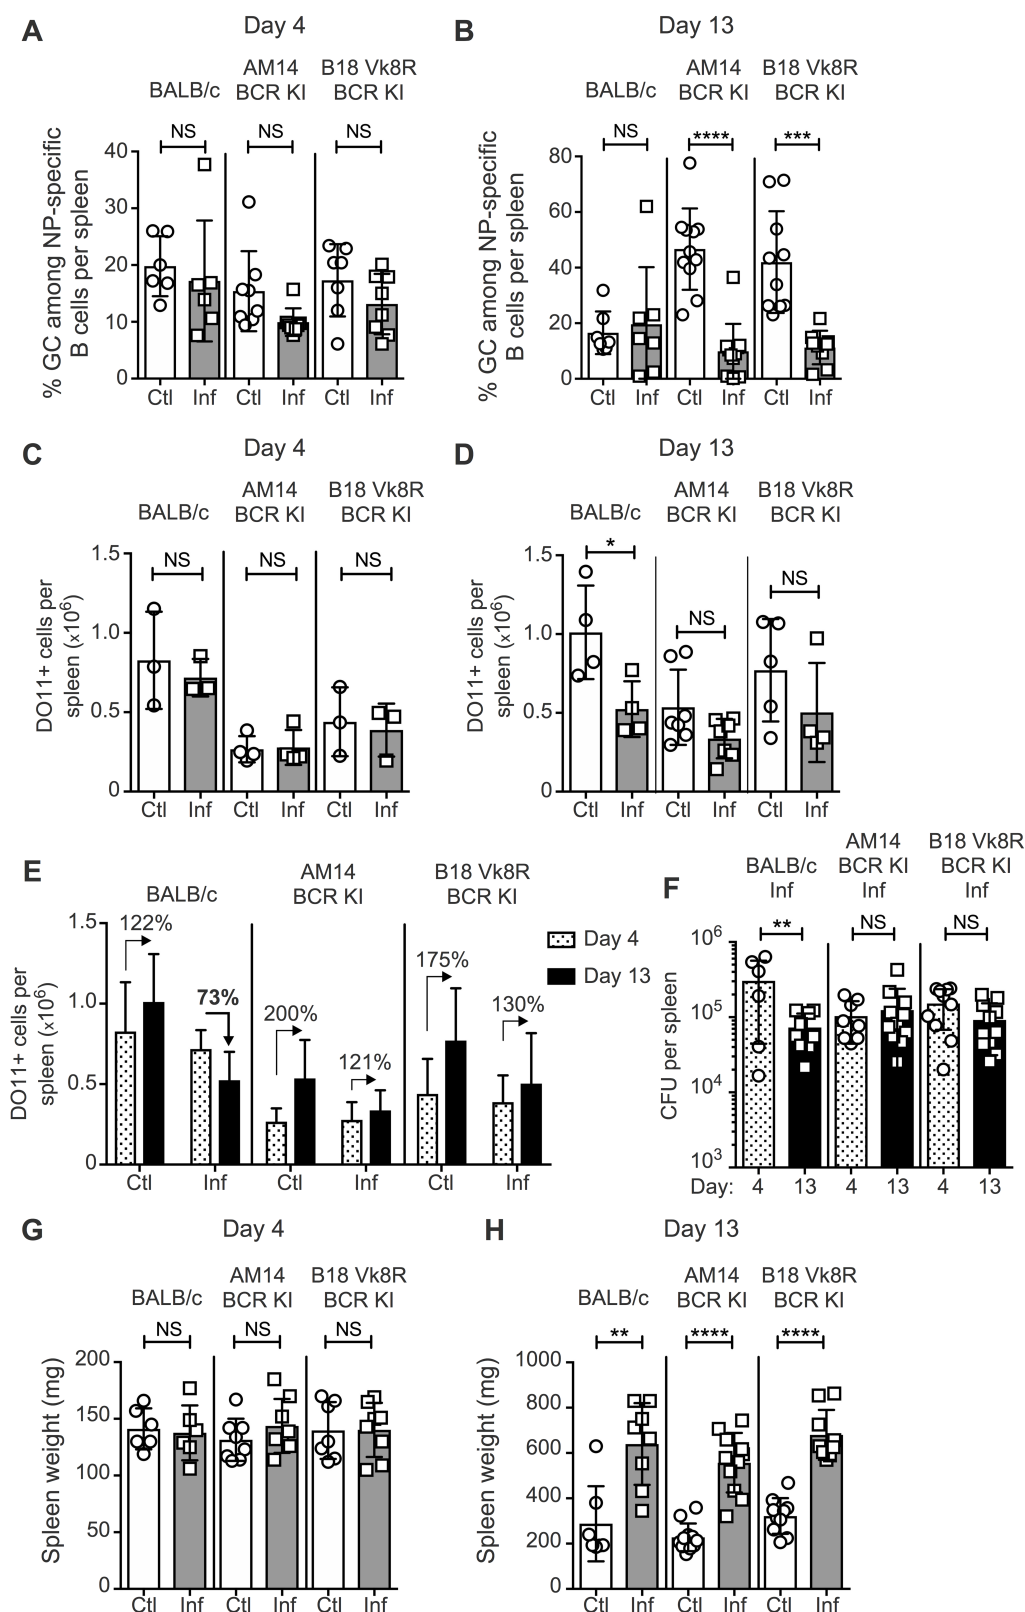 A
Day 4
BALB/c
AM14
BCR KI
B18 Vk8R
BCR KI
NS
NS
NS
% GC among NP-specific
B cells per spleen
40
30
20
10
0
Ctl Inf Ctl Inf Ctl Inf
B
Day 13
BALB/c
AM14
BCR KI
B18 Vk8R
BCR KI
NS
****
***
% GC among NP-specific
B cells per spleen
80
60
40
20
0
Ctl Inf Ctl Inf Ctl Inf
C
Day 4
BALB/c
AM14
BCR KI
B18 Vk8R
BCR KI
NS
NS
NS
DO11+ cells per
spleen (x10⁶)
1.5
1.0
0.5
0
Ctl Inf Ctl Inf Ctl Inf
D
Day 13
BALB/c
AM14
BCR KI
B18 Vk8R
BCR KI
*
NS
NS
DO11+ cells per
spleen (x10⁶)
1.5
1.0
0.5
0
Ctl Inf Ctl Inf Ctl Inf
E
BALB/c
AM14
BCR KI
B18 Vk8R
BCR KI
DO11+ cells per
spleen (x10⁶)
1.5
1.0
0.5
0
122%
73%
200%
121%
175%
130%
Ctl Inf Ctl Inf Ctl Inf
Day 4
Day 13
F
BALB/c
Inf
AM14
BCR KI
Inf
B18 Vk8R
BCR KI
Inf
**
NS
NS
CFU per spleen
10⁶
10⁵
10⁴
10³
Day: 4 13 4 13 4 13
G
Day 4
BALB/c
AM14
BCR KI
B18 Vk8R
BCR KI
NS
NS
NS
Spleen weight (mg)
200
150
100
50
0
Ctl Inf Ctl Inf Ctl Inf
H
Day 13
BALB/c
AM14
BCR KI
B18 Vk8R
BCR KI
**
****
****
Spleen weight (mg)
1000
800
600
400
200
0
Ctl Inf Ctl Inf Ctl Inf